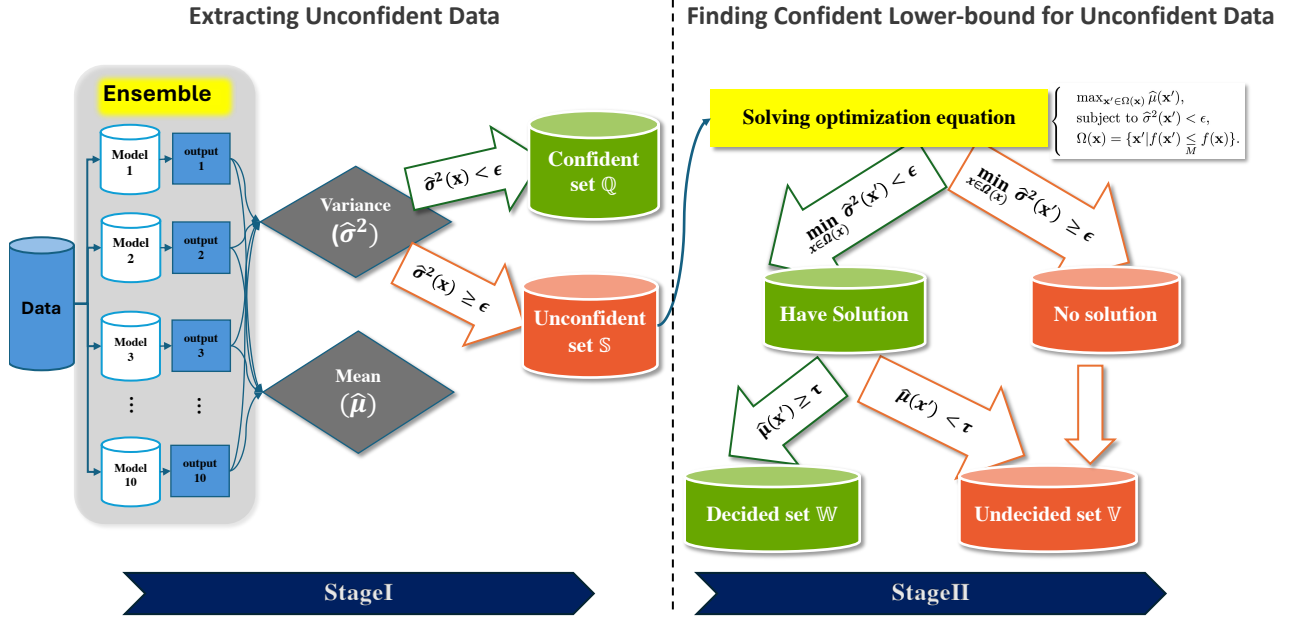 Extracting Unconfident Data
Ensemble
Data
Model
1
output
1
Model
2
output
2
Model
3
output
3
⋮
⋮
Model
10
output
10
Variance
(σ̂²)
Mean
(μ̂)
σ̂²(x) < ϵ
σ̂²(x) ≥ ϵ
Confident
set ℚ
Unconfident
set 𝕊
StageI
Finding Confident Lower-bound for Unconfident Data
Solving optimization equation
max_{x′∈Ω(x)} μ̂(x′),
subject to σ̂²(x′) < ϵ,
Ω(x) = {x′|f(x′) ≤_M f(x)}.
min_{x∈Ω(x)} σ̂²(x′) < ϵ
min_{x∈Ω(x)} σ̂²(x′) ≥ ϵ
Have Solution
No solution
μ̂(x′) ≥ τ
μ̂(x′) < τ
Decided set 𝕎
Undecided set 𝕍
StageII